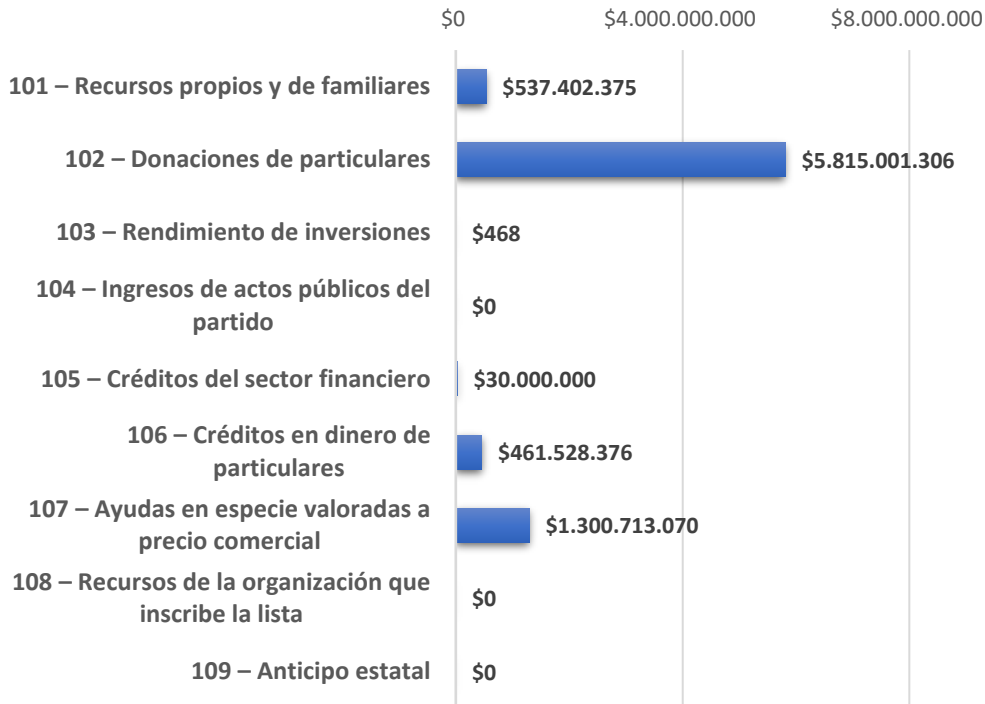 $0 $4.000.000.000 $8.000.000.000
101 – Recursos propios y de familiares $537.402.375
102 – Donaciones de particulares $5.815.001.306
103 – Rendimiento de inversiones $468
104 – Ingresos de actos públicos del
partido $0
105 – Créditos del sector financiero $30.000.000
106 – Créditos en dinero de
particulares $461.528.376
107 – Ayudas en especie valoradas a
precio comercial $1.300.713.070
108 – Recursos de la organización que
inscribe la lista $0
109 – Anticipo estatal $0